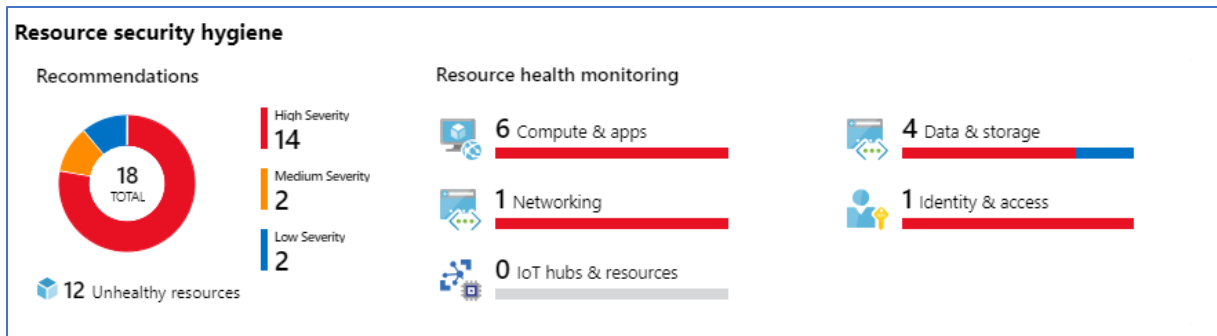 Resource security hygiene
Recommendations
18
TOTAL
High Severity
14
Medium Severity
2
Low Severity
2
12 Unhealthy resources
Resource health monitoring
6 Compute & apps
4 Data & storage
1 Networking
1 Identity & access
0 IoT hubs & resources